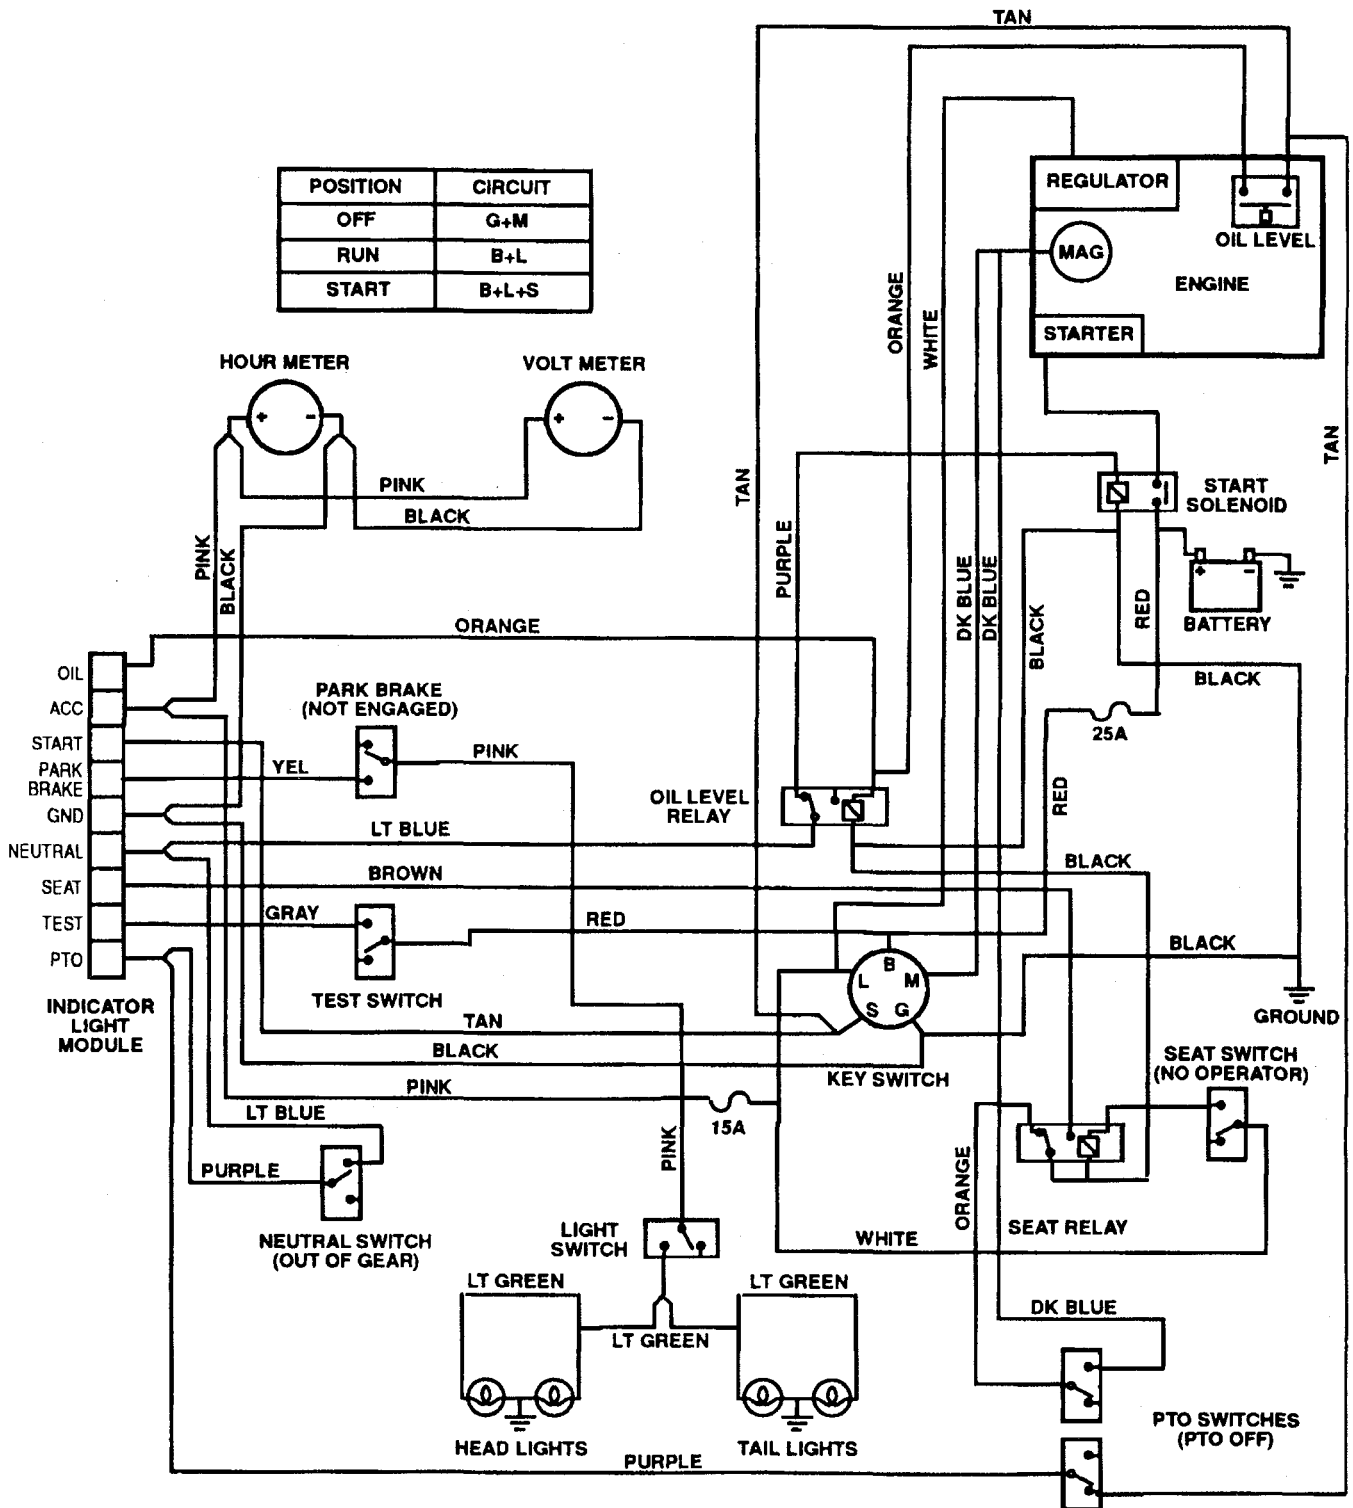 TAN
POSITION CIRCUIT
OFF G+M
RUN B+L
START B+L+S
REGULATOR
OIL LEVEL
MAG
ENGINE
STARTER
ORANGE
WHITE
HOUR METER
VOLT METER
+ -
+ -
PINK
BLACK
PINK
BLACK
TAN
PURPLE
DK BLUE
DK BLUE
BLACK
RED
TAN
START
SOLENOID
+ -
BATTERY
BLACK
25A
RED
ORANGE
OIL
ACC
START
PARK
BRAKE
GND
NEUTRAL
SEAT
TEST
PTO
INDICATOR
LIGHT
MODULE
PARK BRAKE
(NOT ENGAGED)
PINK
YEL
OIL LEVEL
RELAY
LT BLUE
BROWN
BLACK
GRAY
RED
TEST SWITCH
BLACK
B
L M
S G
KEY SWITCH
GROUND
TAN
BLACK
PINK
15A
SEAT SWITCH
(NO OPERATOR)
LT BLUE
PURPLE
NEUTRAL SWITCH
(OUT OF GEAR)
PINK
ORANGE
SEAT RELAY
LIGHT
SWITCH
WHITE
LT GREEN
LT GREEN
LT GREEN
DK BLUE
HEAD LIGHTS
TAIL LIGHTS
PTO SWITCHES
(PTO OFF)
PURPLE